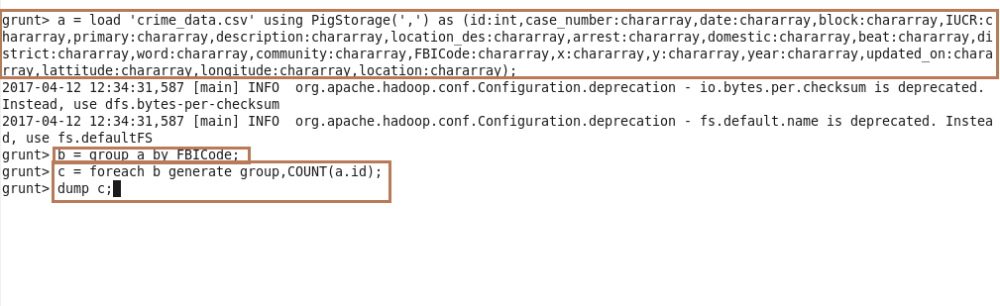 grunt> a = load 'crime_data.csv' using PigStorage(',') as (id:int,case_number:chararray,date:chararray,block:chararray,IUCR:c
hararray,primary:chararray,description:chararray,location_des:chararray,arrest:chararray,domestic:chararray,beat:chararray,di
strict:chararray,word:chararray,community:chararray,FBICode:chararray,x:chararray,y:chararray,year:chararray,updated_on:chara
rray,lattitude:chararray,longitude:chararray,location:chararray);
2017-04-12 12:34:31,587 [main] INFO  org.apache.hadoop.conf.Configuration.deprecation - io.bytes.per.checksum is deprecated.
Instead, use dfs.bytes-per-checksum
2017-04-12 12:34:31,587 [main] INFO  org.apache.hadoop.conf.Configuration.deprecation - fs.default.name is deprecated. Instea
d, use fs.defaultFS
grunt> b = group a by FBICode;
grunt> c = foreach b generate group,COUNT(a.id);
grunt> dump c;